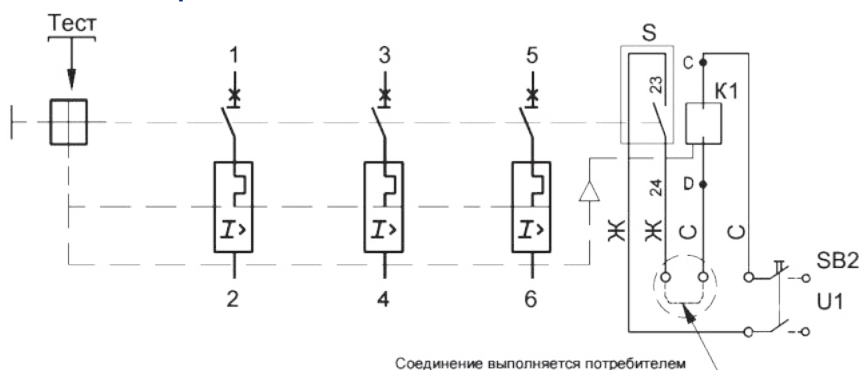 Тест
1
3
5
S
23
C
K1
24
D
I>
I>
I>
Ж
Ж
С
С
2
4
6
SB2
U1
Соединение выполняется потребителем